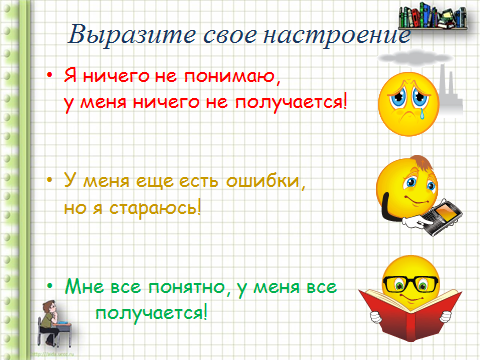 Выразите свое настроение
Я ничего не понимаю,
у меня ничего не получается!
У меня еще есть ошибки,
но я стараюсь!
Мне все понятно, у меня все
получается!